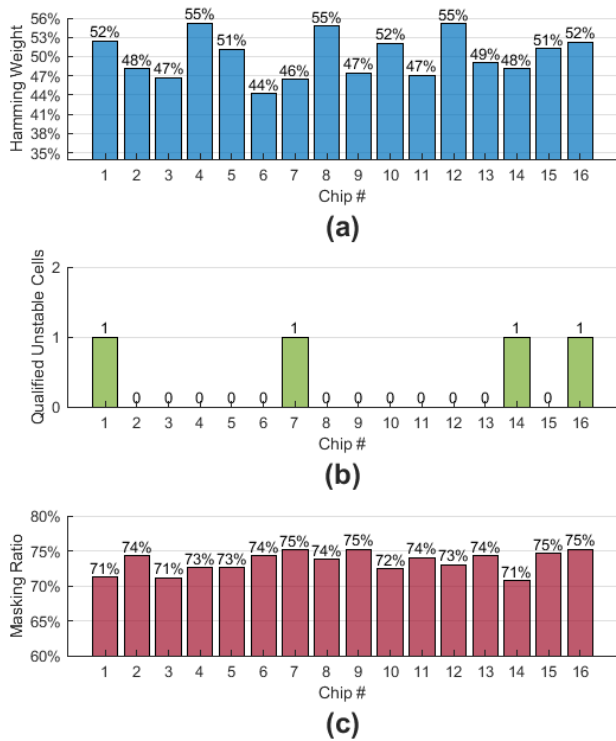 Hamming Weight
56%
53%
50%
47%
44%
41%
38%
35%
52% 48% 47% 55% 51% 44% 46% 55% 47% 52% 47% 55% 49% 48% 51% 52%
1 2 3 4 5 6 7 8 9 10 11 12 13 14 15 16
Chip #
(a)
Qualified Unstable Cells
2
1
0
1 0 0 0 0 0 1 0 0 0 0 0 0 1 0 1
1 2 3 4 5 6 7 8 9 10 11 12 13 14 15 16
Chip #
(b)
Masking Ratio
80%
75%
70%
65%
60%
71% 74% 71% 73% 73% 74% 75% 74% 75% 72% 74% 73% 74% 71% 75% 75%
1 2 3 4 5 6 7 8 9 10 11 12 13 14 15 16
Chip #
(c)